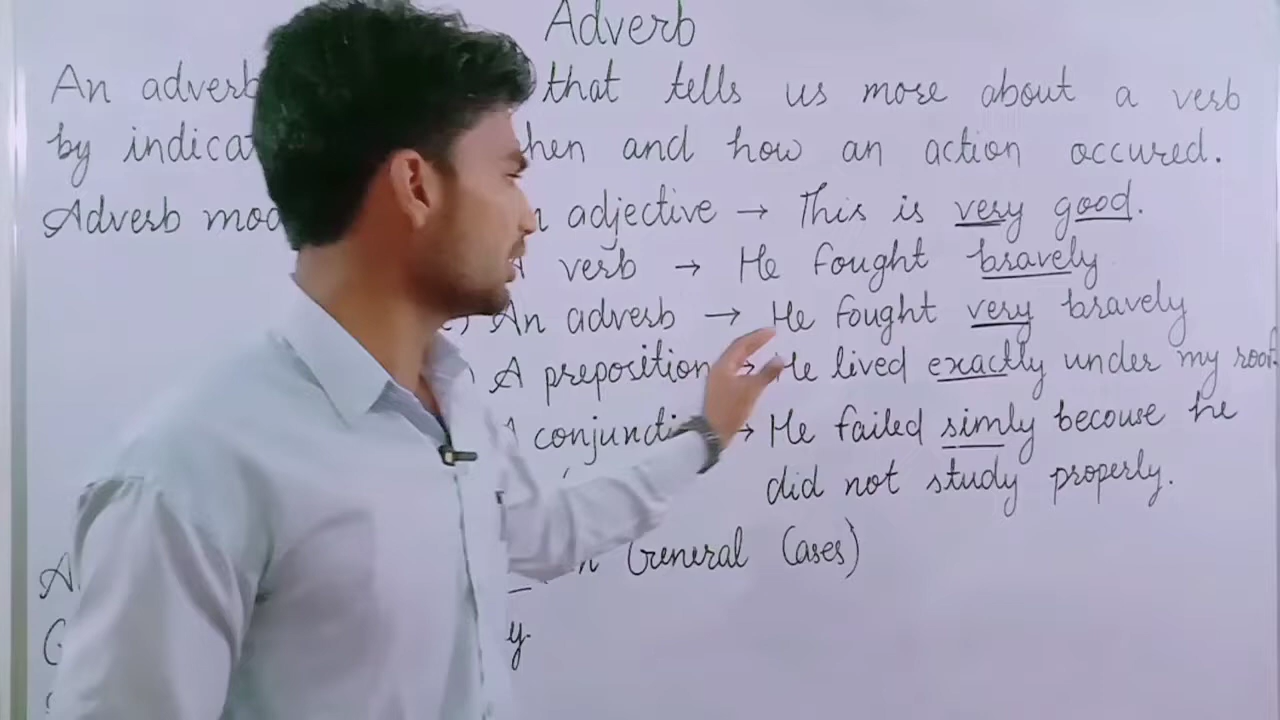 Adverb
An adverb that tells us more about a verb
by indicat hen and how an action occured.
Adverb mod n adjective → This is very good.
verb → He fought bravely
An adverb → He fought very bravely
A preposition → He lived exactly under my roof.
conjuncti → He failed simly becouse he
did not study properly.
General Cases)
y.